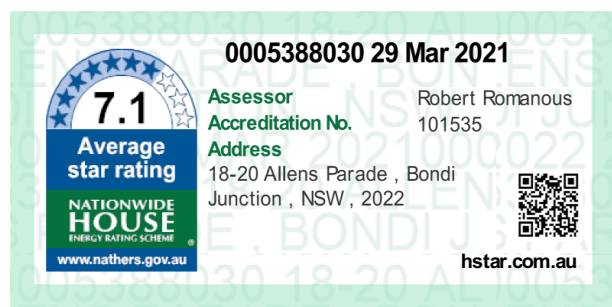 0005388030 29 Mar 2021
7.1
Average
star rating
NATIONWIDE
HOUSE
ENERGY RATING SCHEME
®
www.nathers.gov.au
Assessor Robert Romanous
Accreditation No. 101535
Address
18-20 Allens Parade , Bondi
Junction , NSW , 2022
hstar.com.au